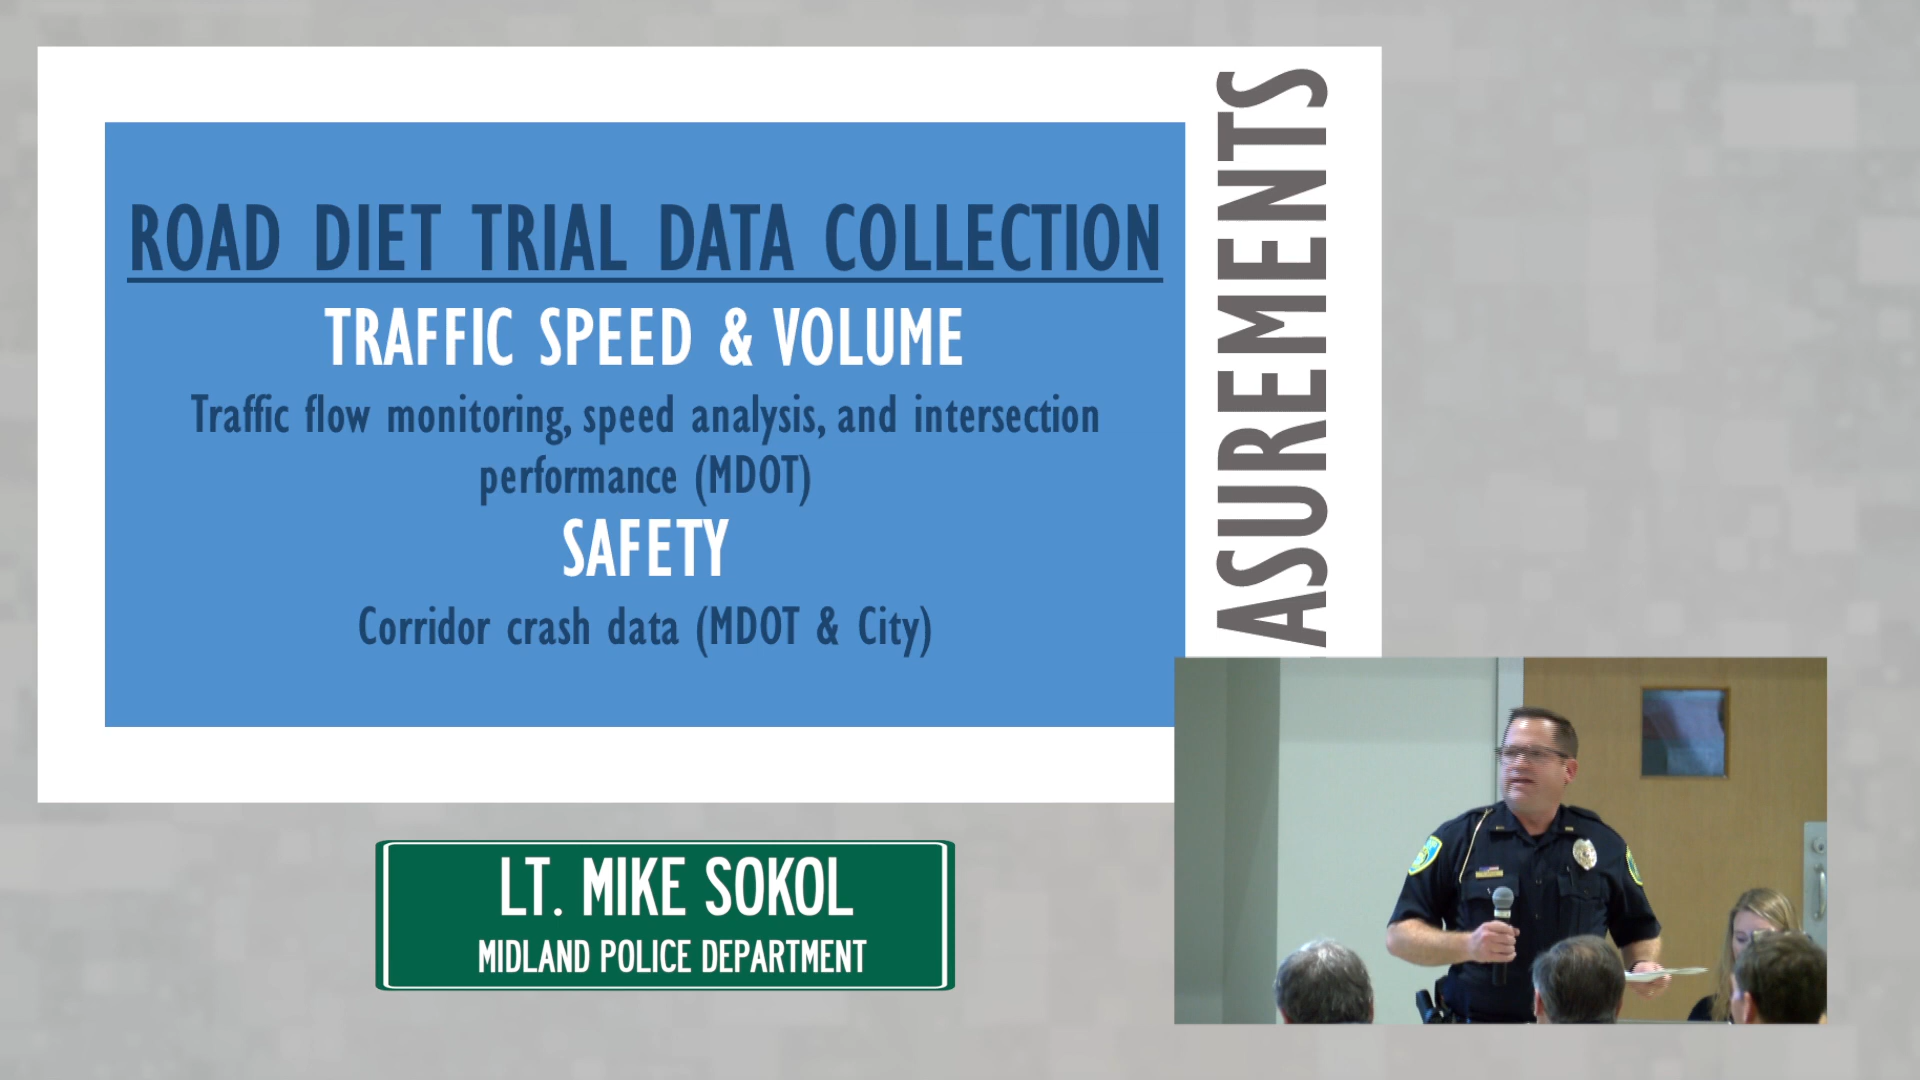 ROAD DIET TRIAL DATA COLLECTION
TRAFFIC SPEED & VOLUME
Traffic flow monitoring, speed analysis, and intersection
performance (MDOT)
SAFETY
Corridor crash data (MDOT & City)
ASUREMENTS
LT. MIKE SOKOL
MIDLAND POLICE DEPARTMENT